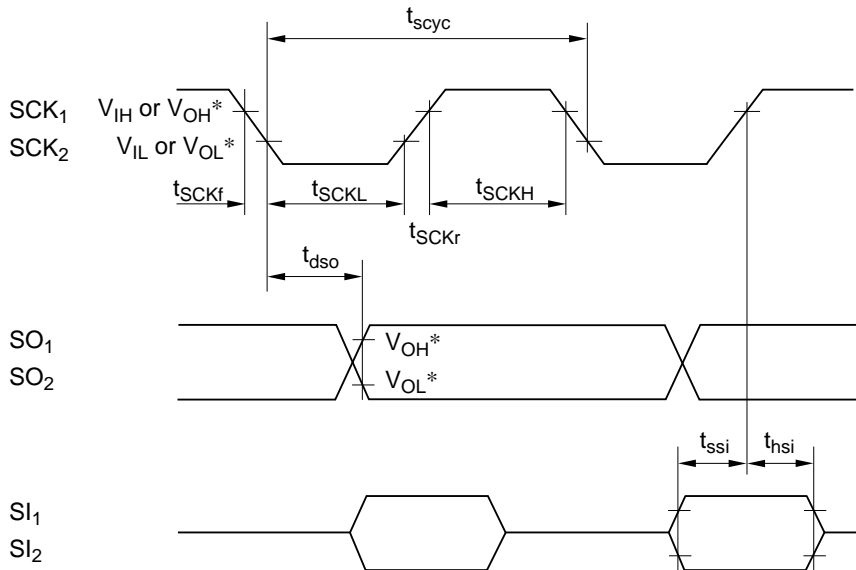 tscyc
SCK1 VIH or VOH*
SCK2 VIL or VOL*
tSCKf tSCKL tSCKH
tSCKr
tdso
SO1 VOH*
SO2 VOL*
tssi thsi
SI1
SI2